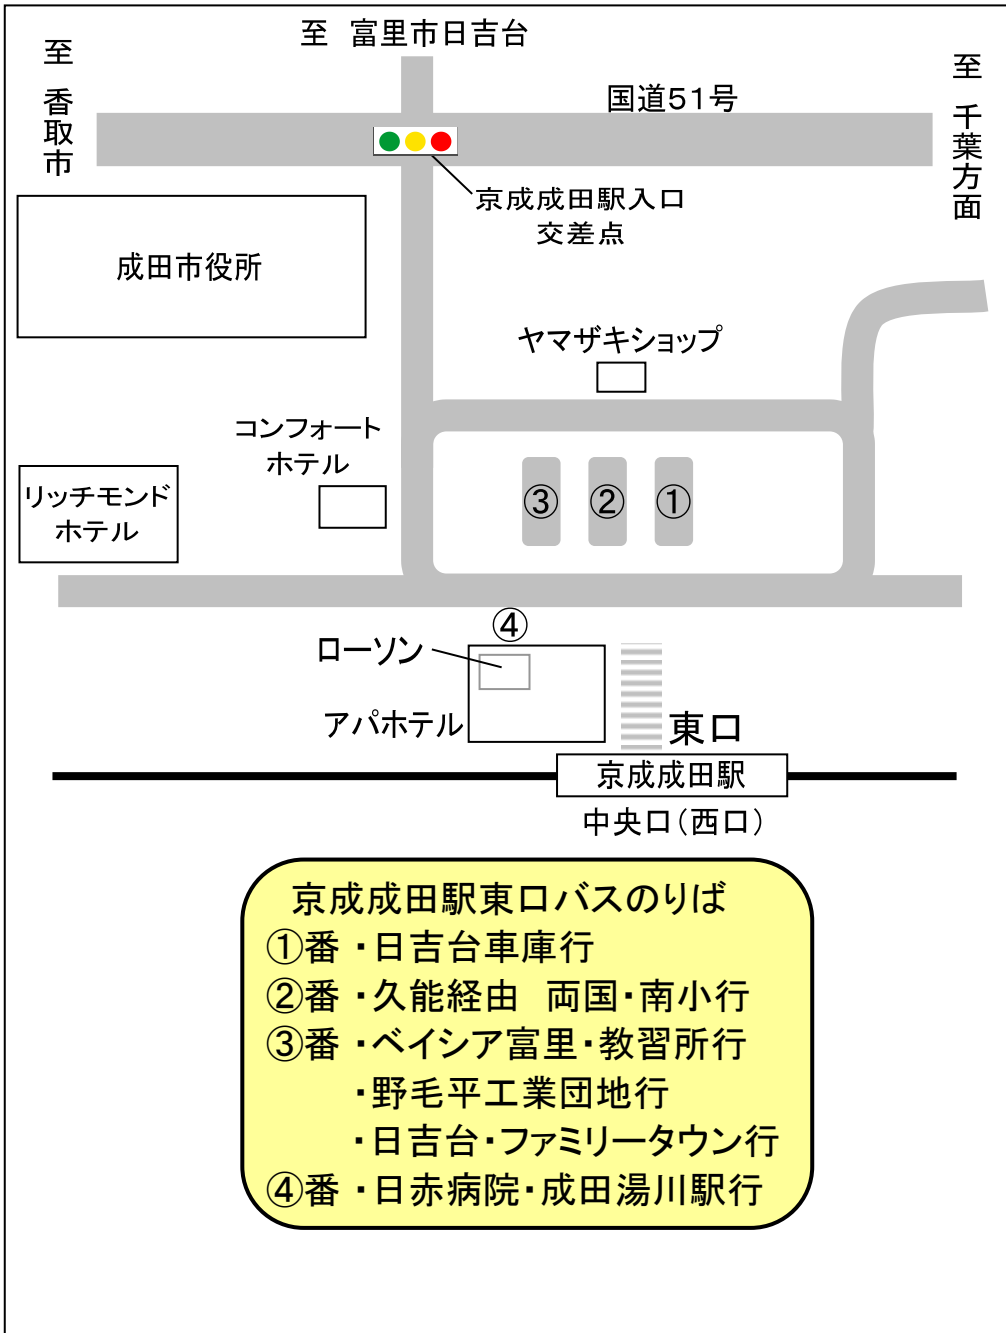 至 富里市日吉台
至 香取市
至 千葉方面
国道51号
京成成田駅入口
交差点
成田市役所
ヤマザキショップ
コンフォート
ホテル
リッチモンド
ホテル
③
②
①
④
ローソン
アパホテル
東口
京成成田駅
中央口（西口）
京成成田駅東口バスのりば
①番 ・日吉台車庫行
②番 ・久能経由 両国・南小行
③番 ・ベイシア富里・教習所行
・野毛平工業団地行
・日吉台・ファミリータウン行
④番 ・日赤病院・成田湯川駅行